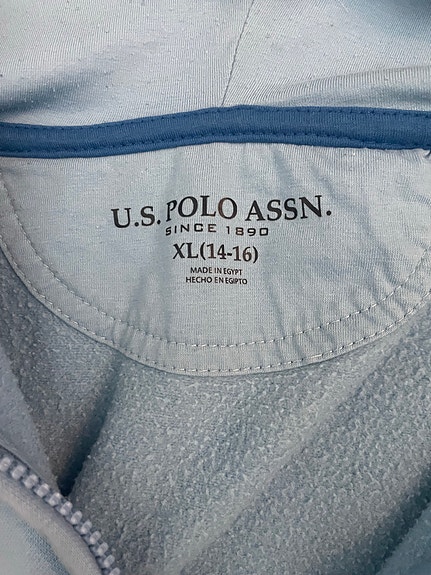 U.S. POLO ASSN.
SINCE 1890
XL(14-16)
MADE IN EGYPT
HECHO EN EGIPTO